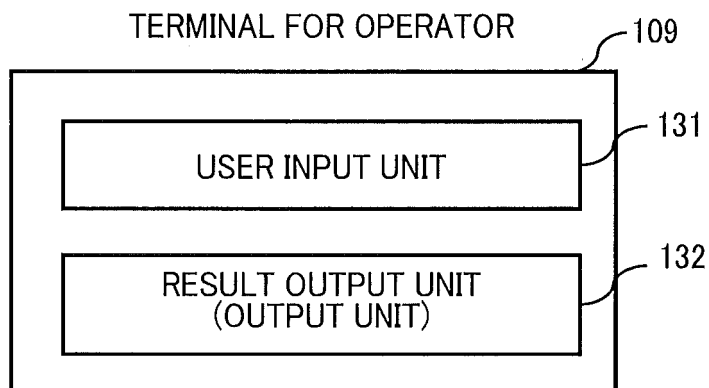 TERMINAL FOR OPERATOR
109
131
USER INPUT UNIT
132
RESULT OUTPUT UNIT
(OUTPUT UNIT)